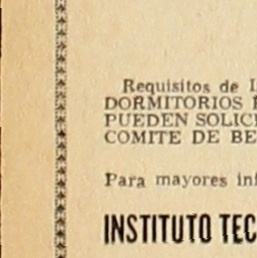 Requisitos de
DORMITORIOS
PUEDEN
COMITE DE
Para mayores
INSTITUTO